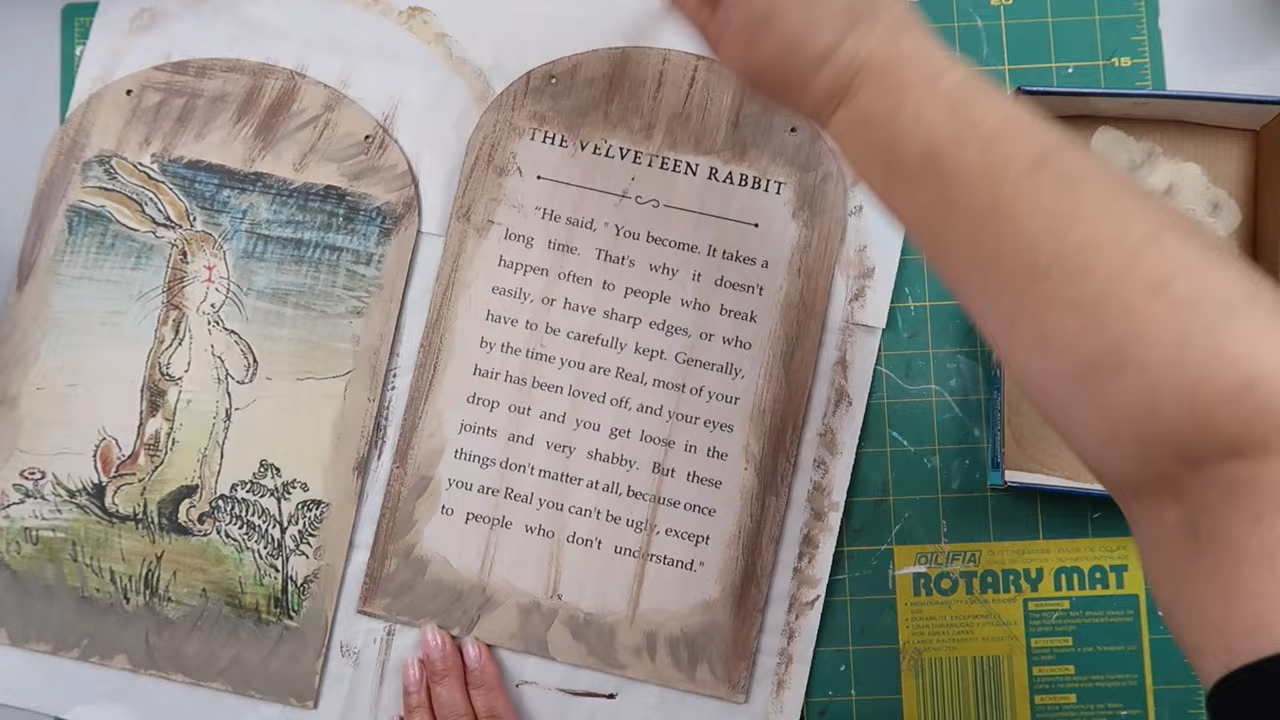 THE VELVETEEN RABBIT
"He said, " You become. It takes a
long time. That's why it doesn't
happen often to people who break
easily, or have sharp edges, or who
have to be carefully kept. Generally,
by the time you are Real, most of your
hair has been loved off, and your eyes
drop out and you get loose in the
joints and very shabby. But these
things don't matter at all, because once
you are Real you can't be ugly, except
to people who don't understand."
15
OLFA
ROTARY MAT